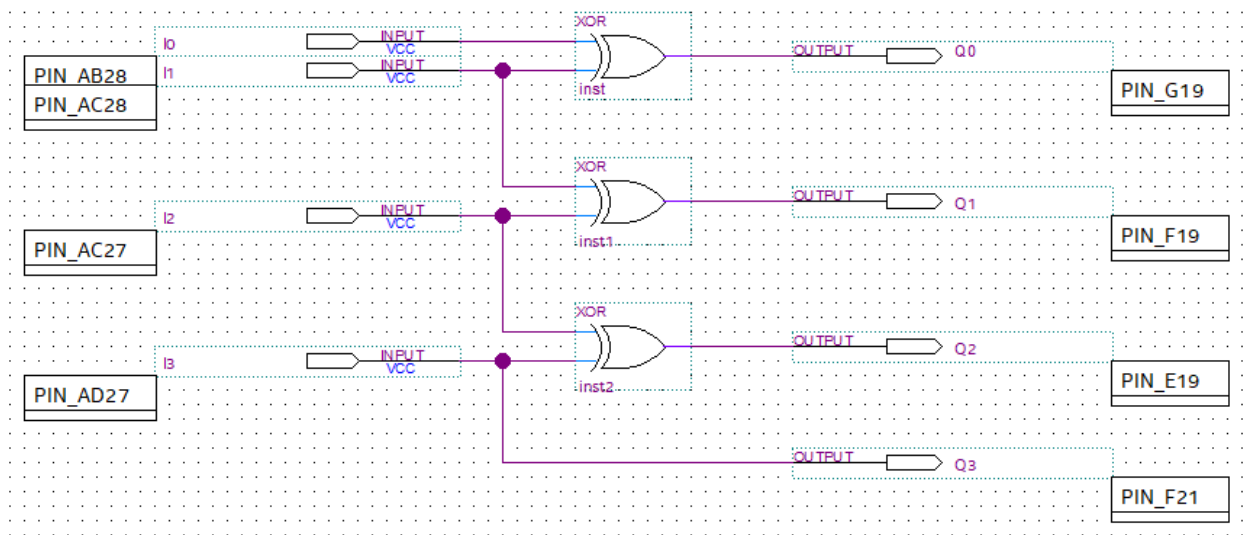 XOR
I0
INPUT
VCC
OUTPUT
Q0
I1
INPUT
VCC
PIN_AB28
PIN_AC28
inst
PIN_G19
XOR
I2
INPUT
VCC
OUTPUT
Q1
inst1
PIN_AC27
PIN_F19
XOR
I3
INPUT
VCC
OUTPUT
Q2
inst2
PIN_AD27
PIN_E19
OUTPUT
Q3
PIN_F21